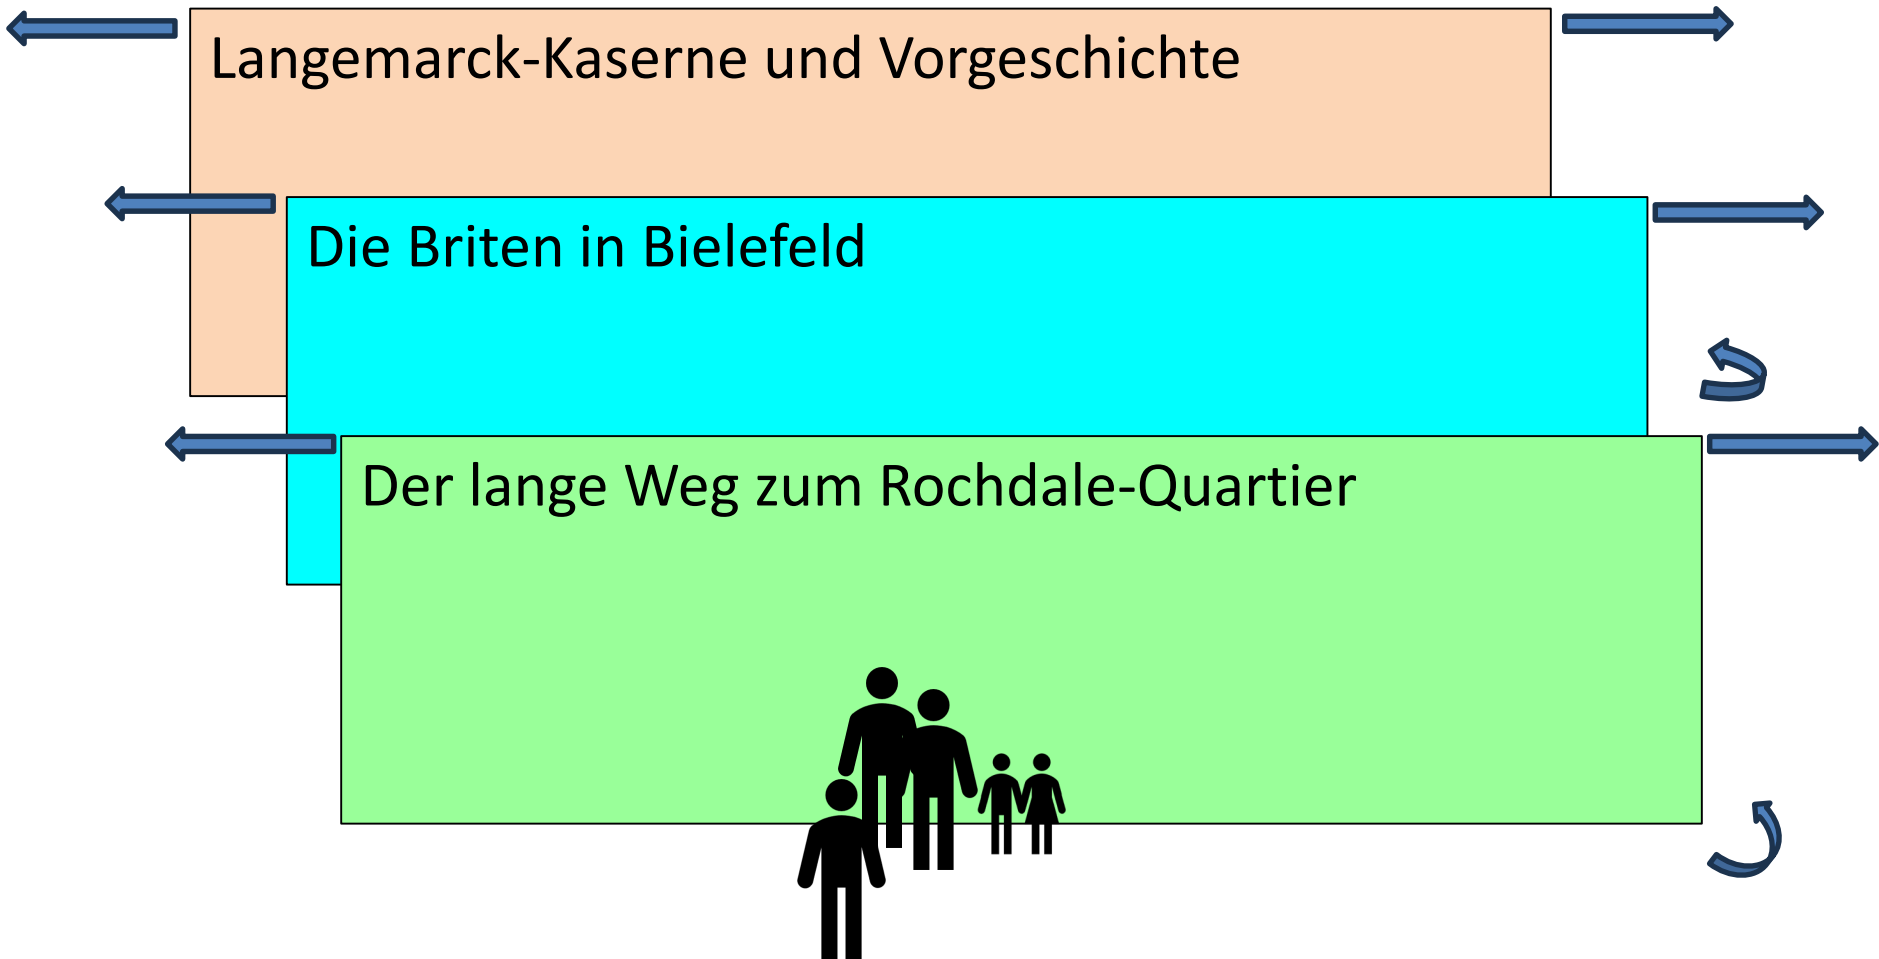 Langemarck-Kaserne und Vorgeschichte
Die Briten in Bielefeld
Der lange Weg zum Rochdale-Quartier